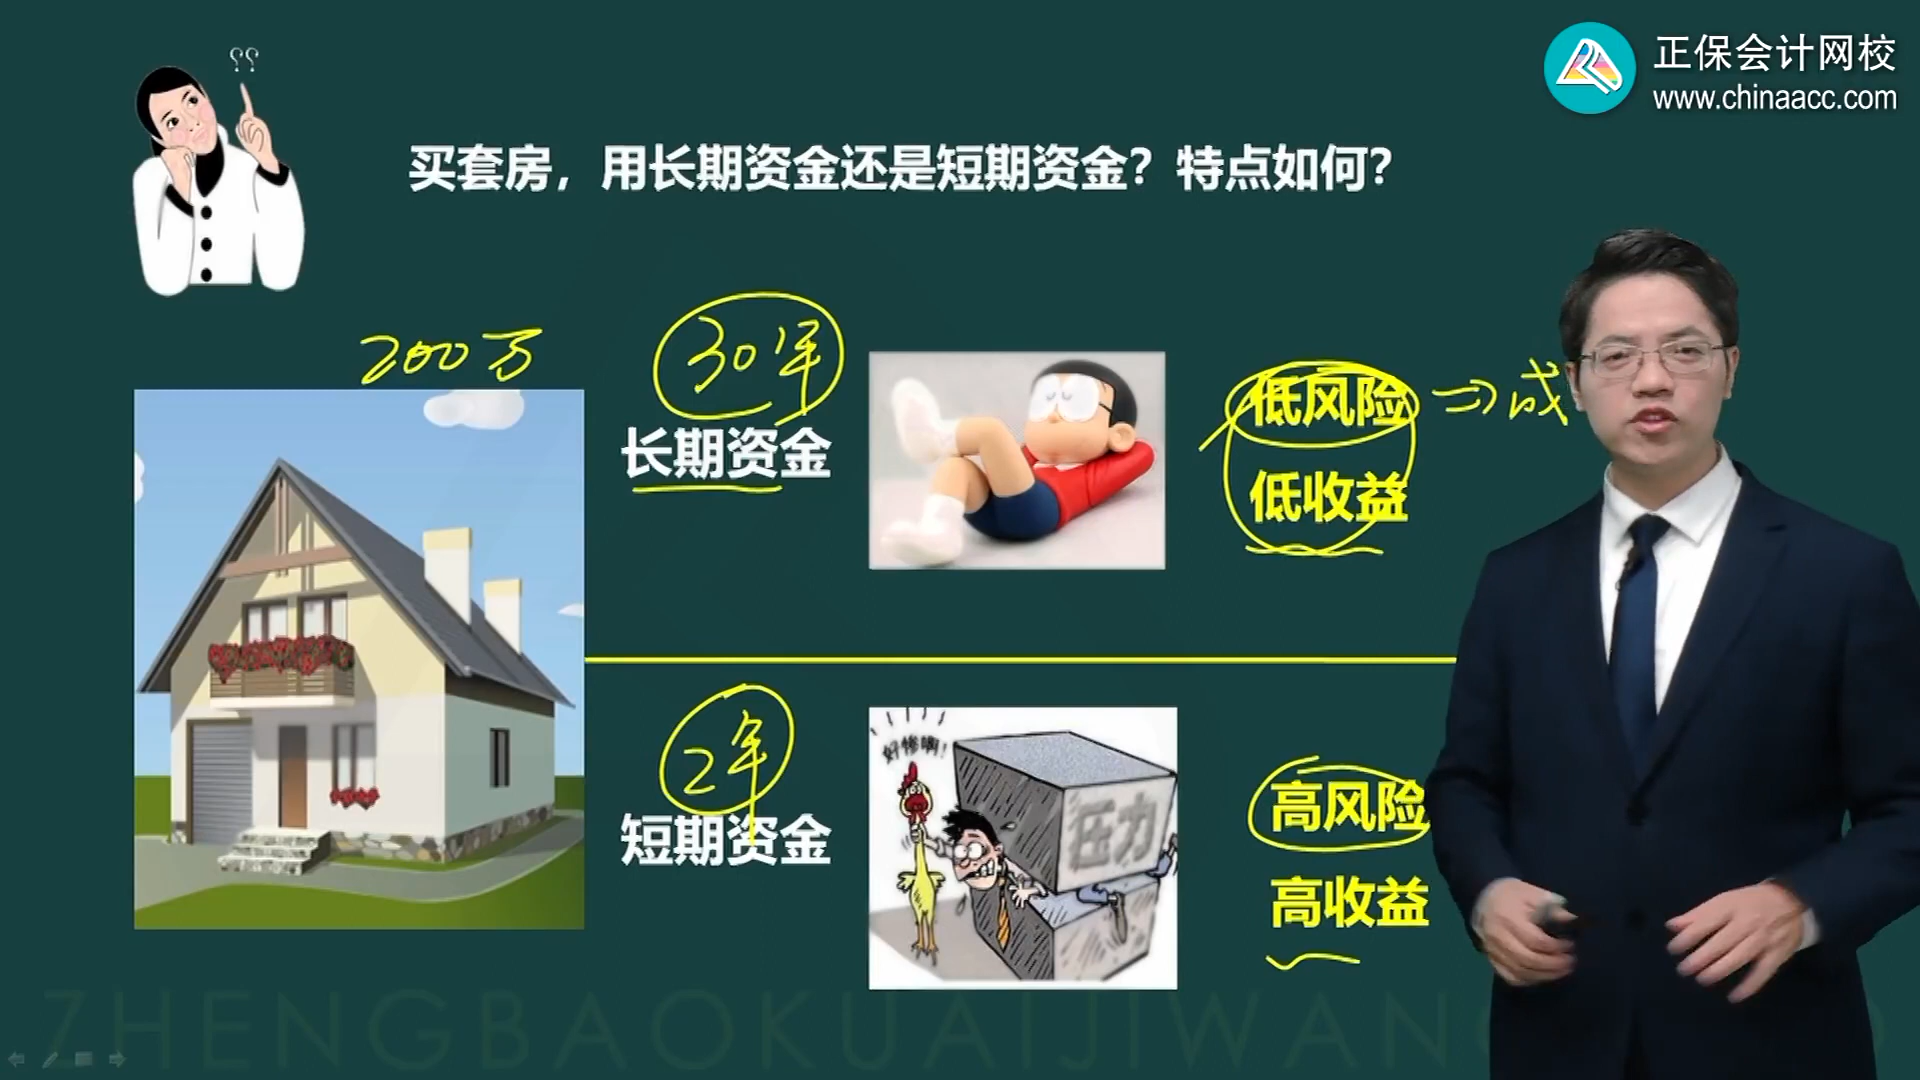 正保会计网校
www.chinaacc.com
??
买套房，用长期资金还是短期资金？特点如何？
200万
30年
长期资金
低风险 => 成
低收益
2年
短期资金
好惨啊！
压力
高风险
高收益
ZHENGBAOKUAIJIWANG